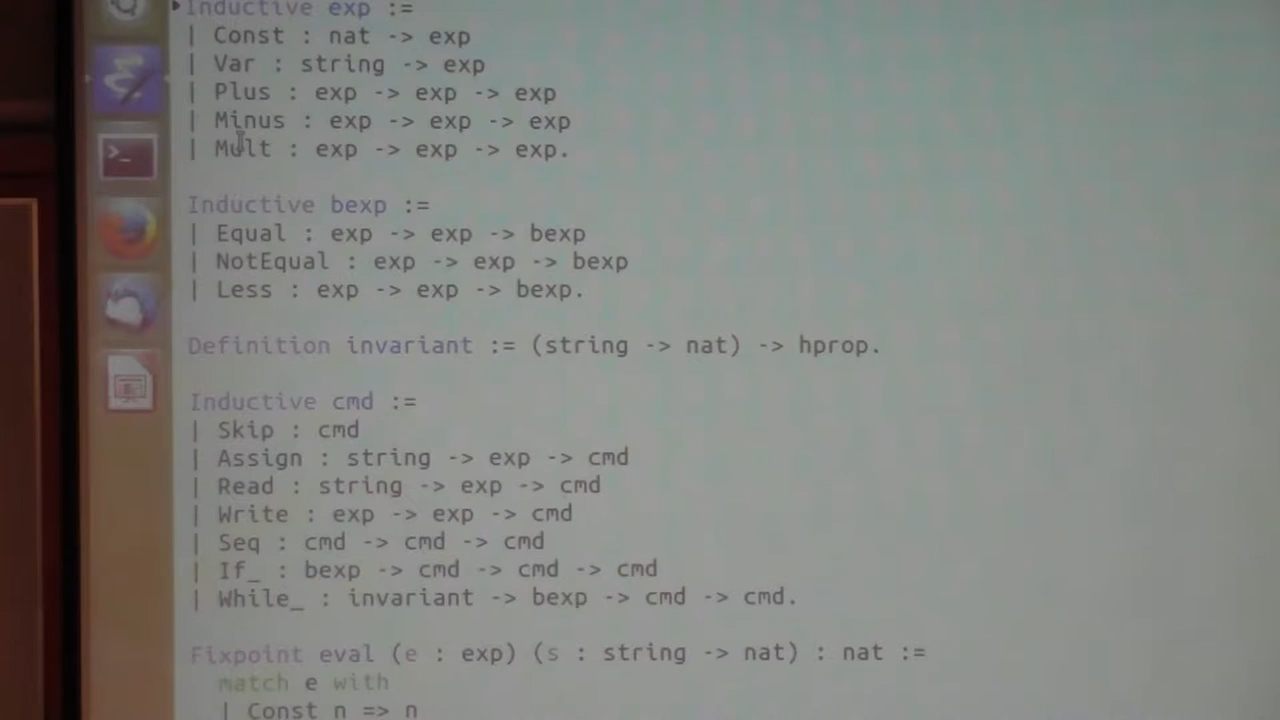 Inductive exp :=
| Const : nat -> exp
| Var : string -> exp
| Plus : exp -> exp -> exp
| Minus : exp -> exp -> exp
| Mult : exp -> exp -> exp.
Inductive bexp :=
| Equal : exp -> exp -> bexp
| NotEqual : exp -> exp -> bexp
| Less : exp -> exp -> bexp.
Definition invariant := (string -> nat) -> hprop.
Inductive cmd :=
| Skip : cmd
| Assign : string -> exp -> cmd
| Read : string -> exp -> cmd
| Write : exp -> exp -> cmd
| Seq : cmd -> cmd -> cmd
| If_ : bexp -> cmd -> cmd -> cmd
| While_ : invariant -> bexp -> cmd -> cmd.
Fixpoint eval (e : exp) (s : string -> nat) : nat :=
match e with
| Const n => n